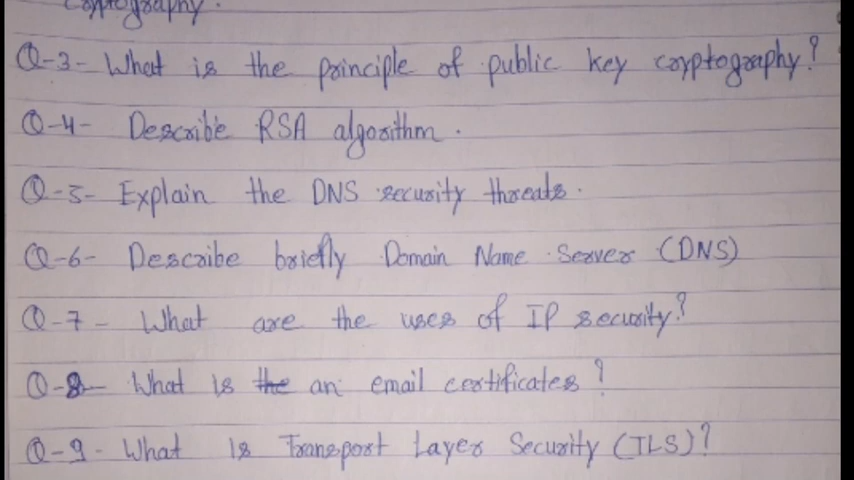 Cryptography.
Q-3- What is the principle of public key cryptography?
Q-4- Describe RSA algorithm.
Q-5- Explain the DNS security threats.
Q-6- Describe briefly Domain Name Server (DNS)
Q-7- What are the uses of IP security?
Q-8- What is the an email certificates?
Q-9- What is Transport Layer Security (TLS)?